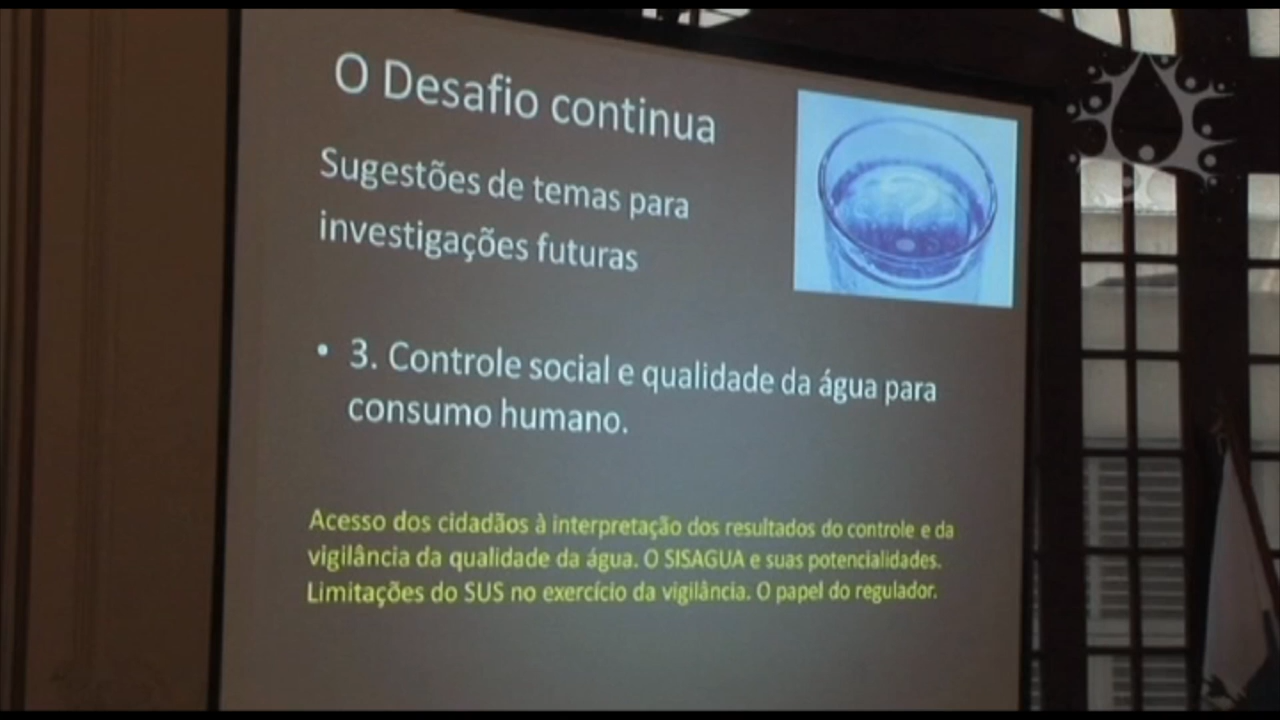 O Desafio continua
Sugestões de temas para
investigações futuras
• 3. Controle social e qualidade da água para
consumo humano.
Acesso dos cidadãos à interpretação dos resultados do controle e da
vigilância da qualidade da água. O SISAGUA e suas potencialidades.
Limitações do SUS no exercício da vigilância. O papel do regulador.